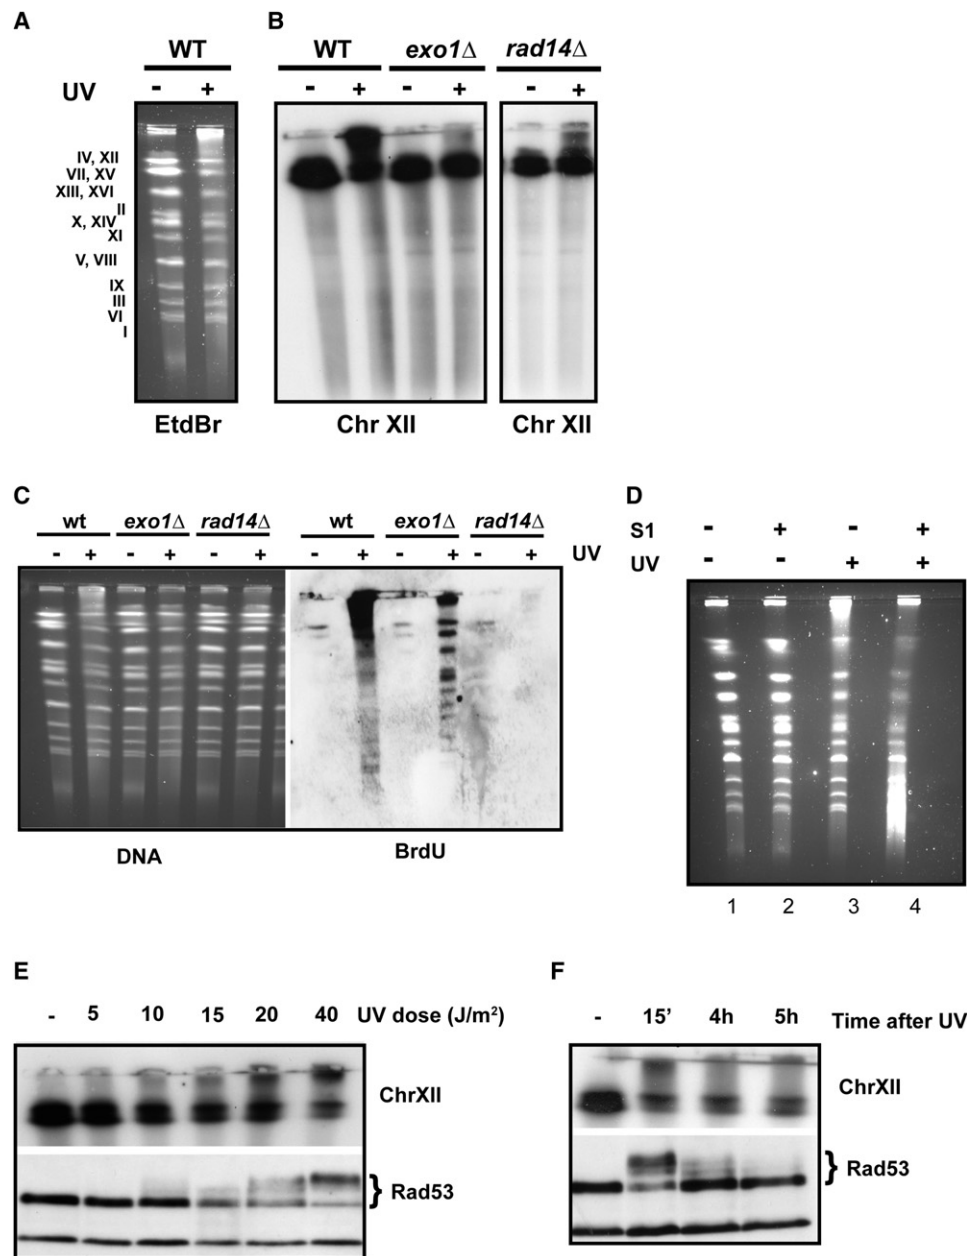 A
WT
UV - +
IV, XII
VII, XV
XIII, XVI
II
X, XIV
XI
V, VIII
IX
III
VI
I
EtdBr
B
WT exo1Δ rad14Δ
- + - + - +
Chr XII Chr XII
C
wt exo1Δ rad14Δ wt exo1Δ rad14Δ
- + - + - + - + - + - + UV
DNA BrdU
D
S1 - + - +
UV - - + +
1 2 3 4
E
- 5 10 15 20 40 UV dose (J/m²)
ChrXII
} Rad53
F
- 15' 4h 5h Time after UV
ChrXII
} Rad53